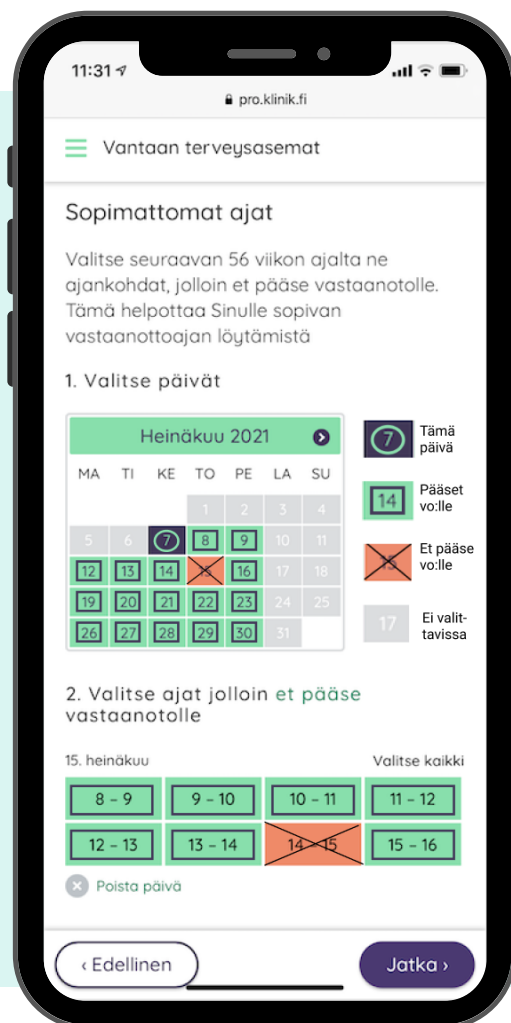 11:31
pro.klinik.fi
Vantaan terveysasemat
Sopimattomat ajat
Valitse seuraavan 56 viikon ajalta ne
ajankohdat, jolloin et pääse vastaanotolle.
Tämä helpottaa Sinulle sopivan
vastaanottoajan löytämistä
1. Valitse päivät
Heinäkuu 2021
MA TI KE TO PE LA SU
1 2 3 4
5 6 7 8 9 10 11
12 13 14 15 16 17 18
19 20 21 22 23 24 25
26 27 28 29 30 31
7 Tämä
päivä
14 Pääset
vo:lle
15 Et pääse
vo:lle
17 Ei valit-
tavissa
2. Valitse ajat jolloin et pääse
vastaanotolle
15. heinäkuu Valitse kaikki
8 – 9 9 – 10 10 – 11 11 – 12
12 – 13 13 – 14 14 – 15 15 – 16
Poista päivä
‹ Edellinen Jatka ›